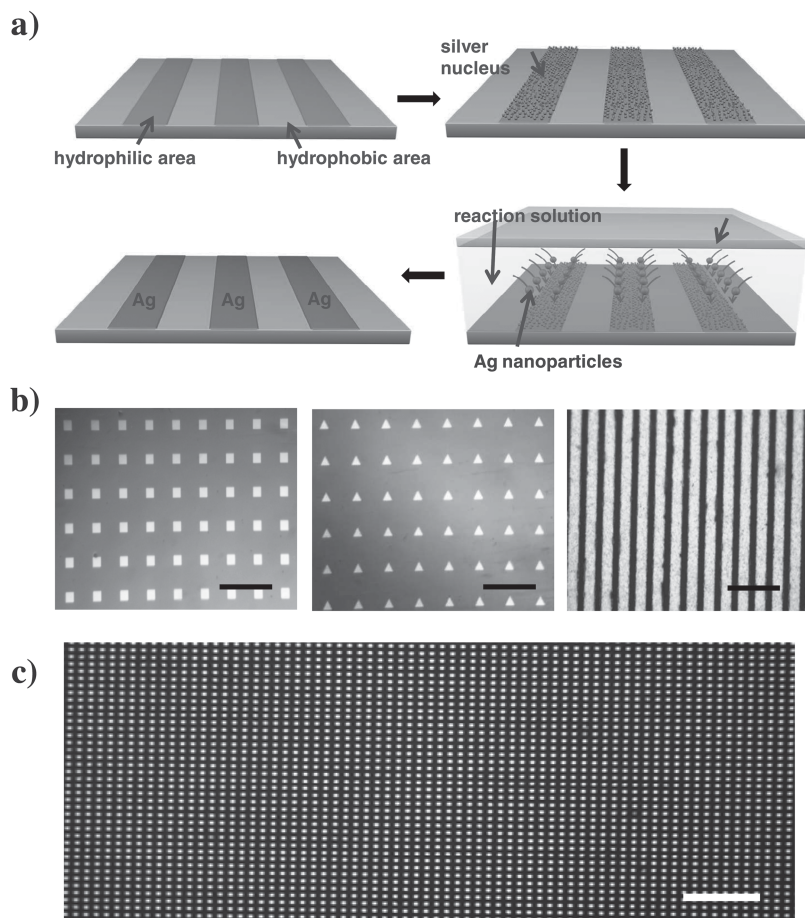 a)
silver
nucleus
hydrophilic area
hydrophobic area
reaction solution
Ag
Ag
Ag
Ag nanoparticles
b)
c)